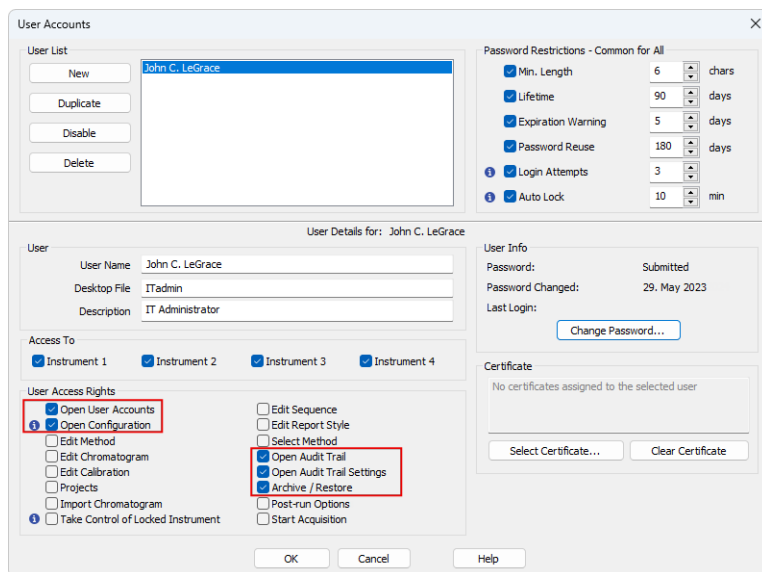 User Accounts
User List
New
Duplicate
Disable
Delete
John C. LeGrace
Password Restrictions - Common for All
Min. Length 6 chars
Lifetime 90 days
Expiration Warning 5 days
Password Reuse 180 days
Login Attempts 3
Auto Lock 10 min
User Details for: John C. LeGrace
User
User Name John C. LeGrace
Desktop File ITadmin
Description IT Administrator
User Info
Password: Submitted
Password Changed: 29. May 2023
Last Login:
Change Password...
Access To
Instrument 1 Instrument 2 Instrument 3 Instrument 4
Certificate
No certificates assigned to the selected user
Select Certificate... Clear Certificate
User Access Rights
Open User Accounts
Open Configuration
Edit Method
Edit Chromatogram
Edit Calibration
Projects
Import Chromatogram
Take Control of Locked Instrument
Edit Sequence
Edit Report Style
Select Method
Open Audit Trail
Open Audit Trail Settings
Archive / Restore
Post-run Options
Start Acquisition
OK Cancel Help